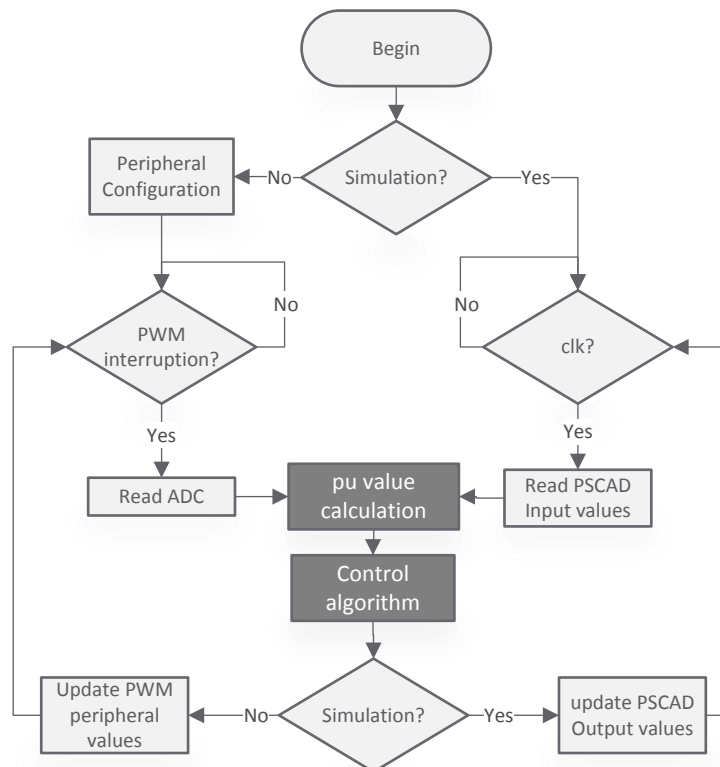 Begin
Peripheral
Configuration
No
Simulation?
Yes
No
No
PWM
interruption?
clk?
Yes
Yes
Read ADC
pu value
calculation
Read PSCAD
Input values
Control
algorithm
Update PWM
peripheral
values
No
Simulation?
Yes
update PSCAD
Output values